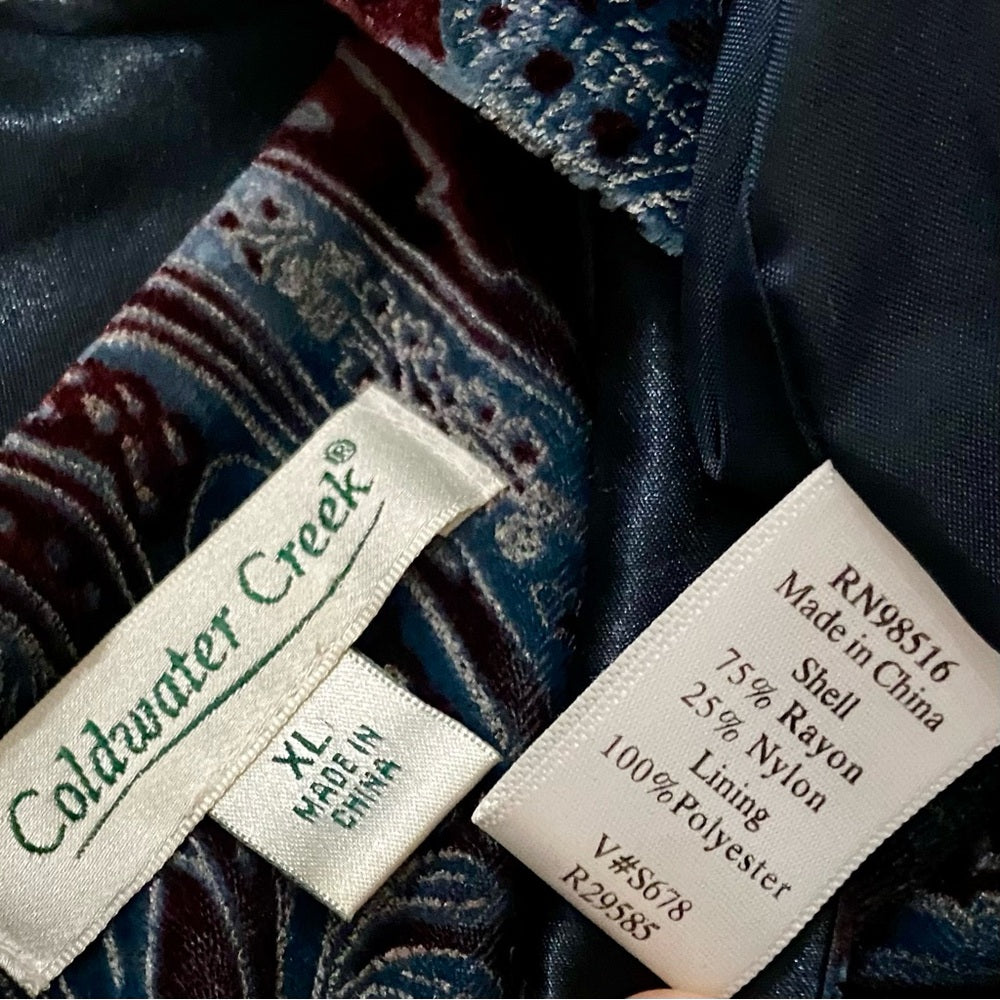 Coldwater Creek®
XL
MADE IN
CHINA
RN98516
Made in China
Shell
75% Rayon
25% Nylon
Lining
100%Polyester
V#S678
R29585